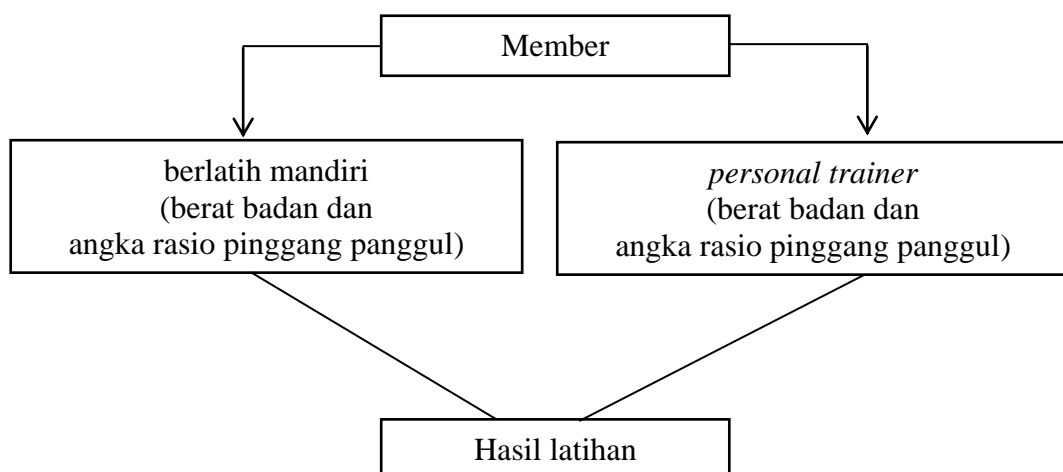 Member
berlatih mandiri
(berat badan dan
angka rasio pinggang panggul)
personal trainer
(berat badan dan
angka rasio pinggang panggul)
Hasil latihan